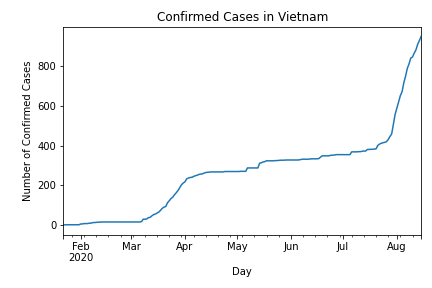 Confirmed Cases in Vietnam
Number of Confirmed Cases
800
600
400
200
0
Feb Mar Apr May Jun Jul Aug
2020
Day